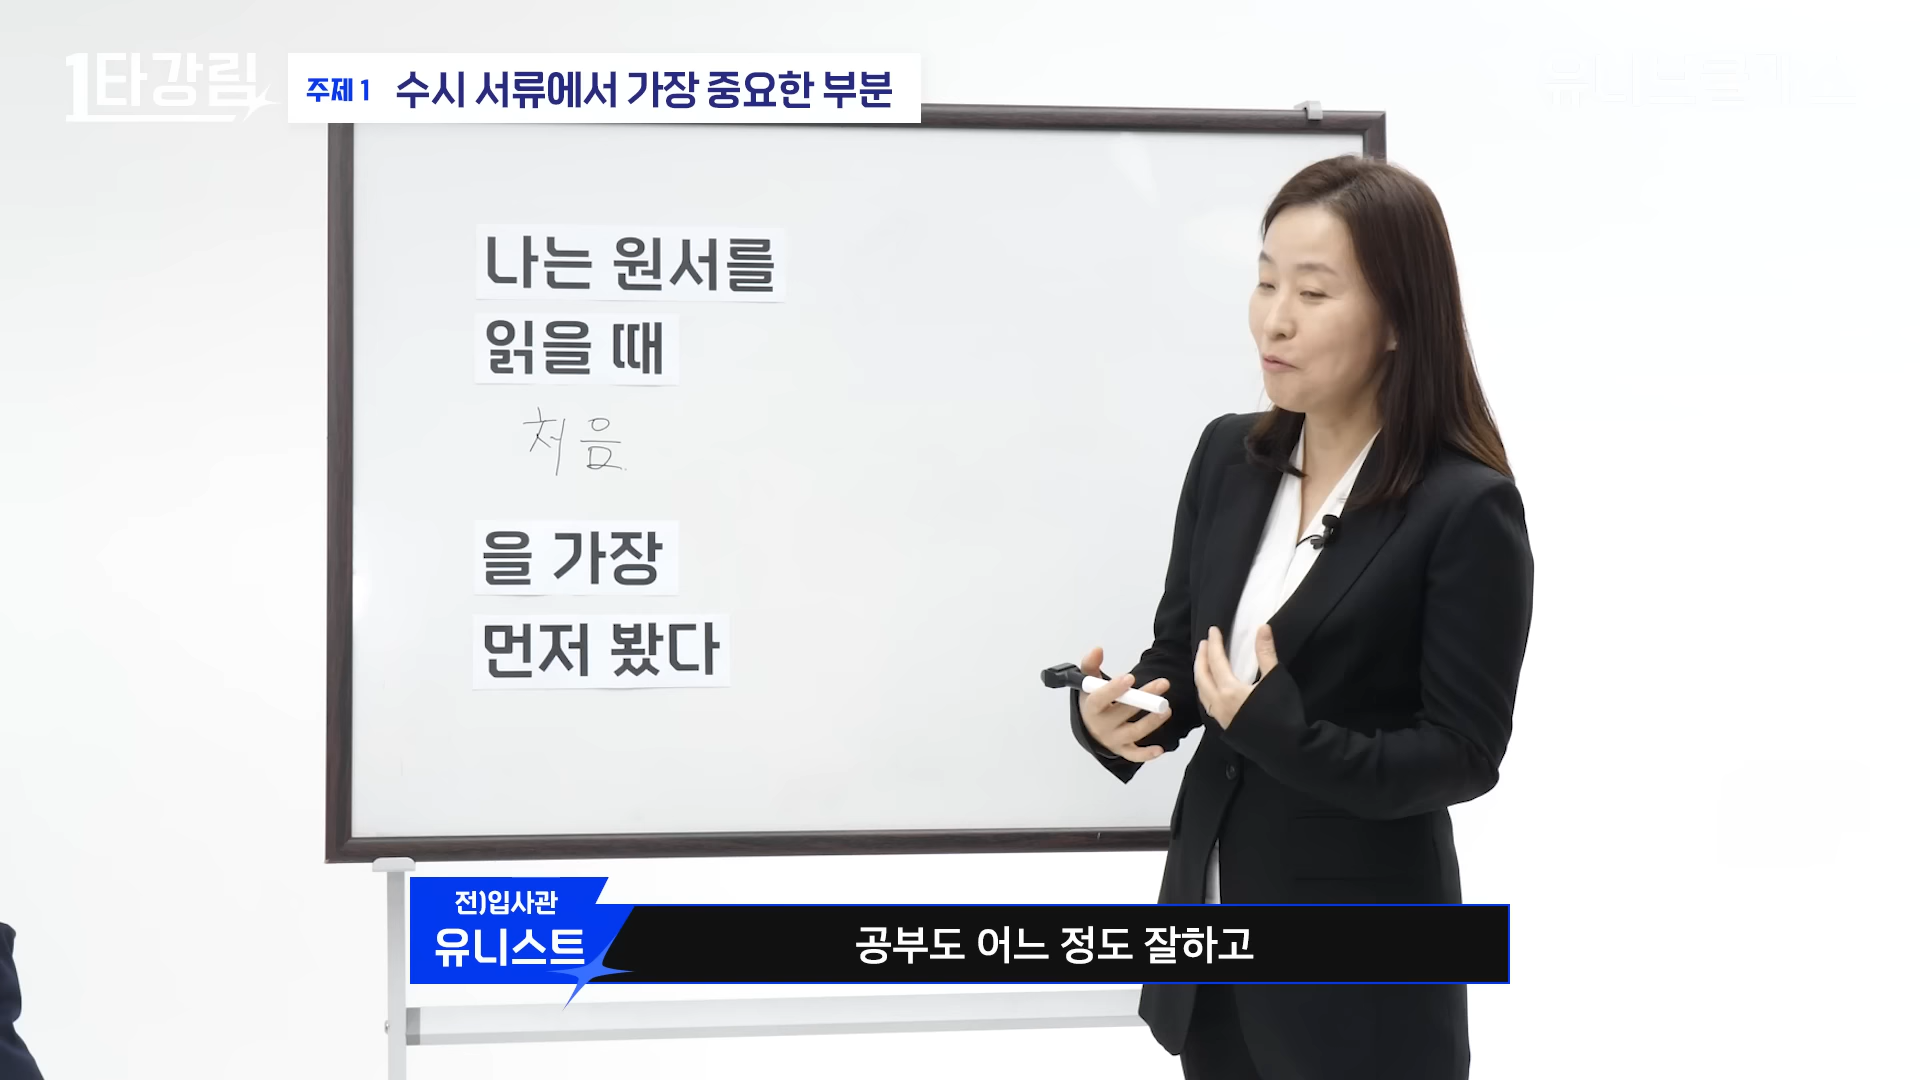 1타강림
주제 1 수시 서류에서 가장 중요한 부분
나는 원서를
읽을 때
처음
을 가장
먼저 봤다
전)입사관
유니스트
공부도 어느 정도 잘하고